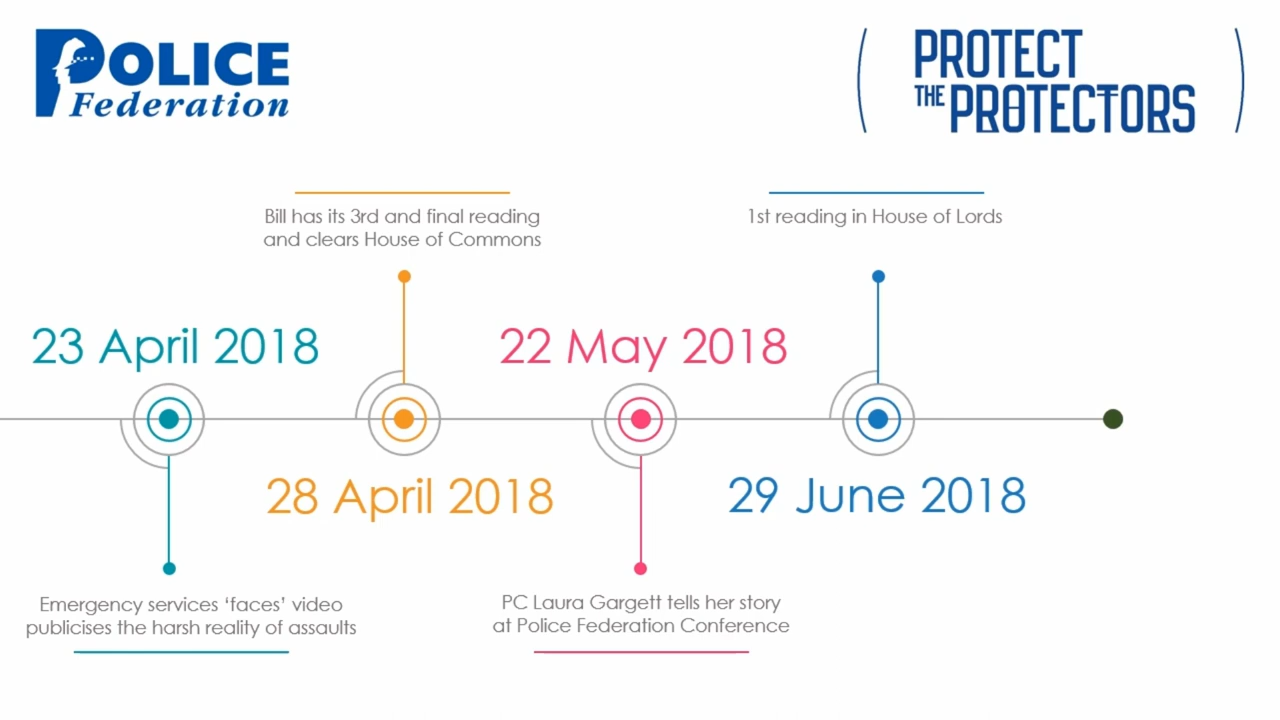 POLICE
Federation
PROTECT
THE PROTECTORS
Bill has its 3rd and final reading
and clears House of Commons
1st reading in House of Lords
23 April 2018
22 May 2018
28 April 2018
29 June 2018
Emergency services ‘faces’ video
publicises the harsh reality of assaults
PC Laura Gargett tells her story
at Police Federation Conference